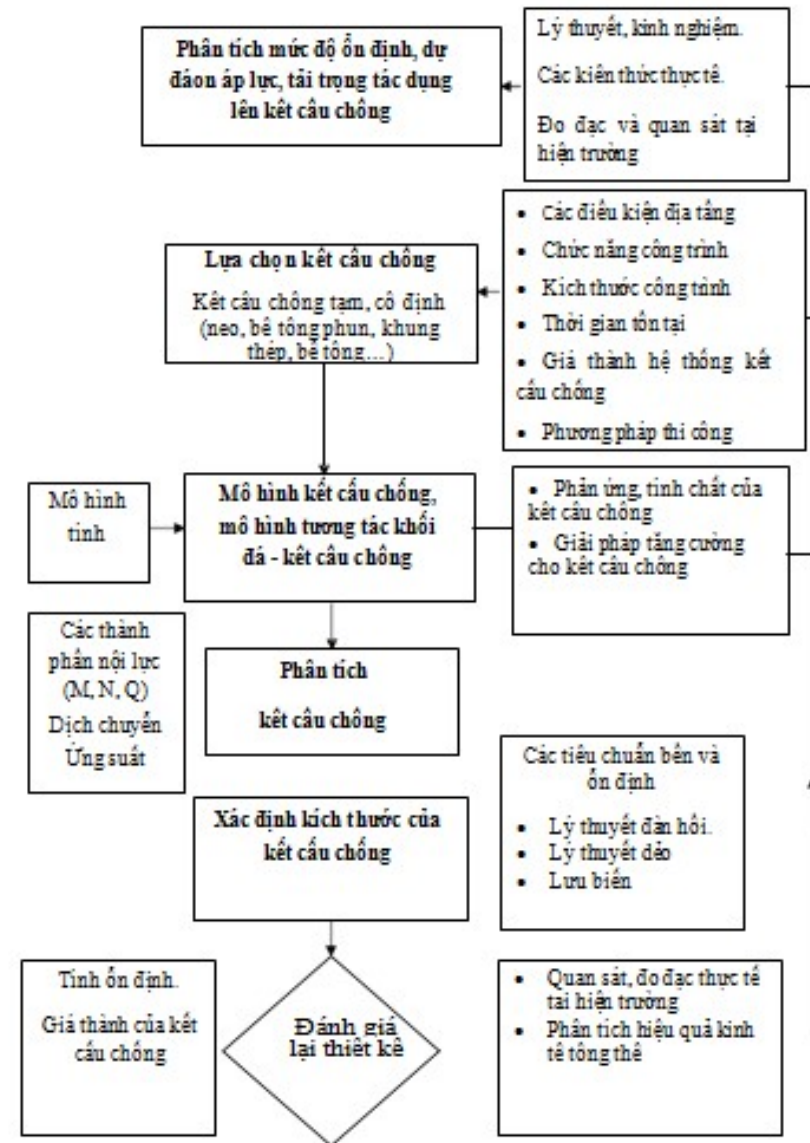 Phân tích mức độ ổn định, dự
đáon áp lực, tải trọng tác dụng
lên kết cấu chống
Lý thuyết, kinh nghiệm.
Các kiến thức thực tế.
Đo đạc và quan sát tại
hiện trường
Lựa chọn kết cấu chống
Kết cấu chống tạm, cố định
(neo, bê tông phun, khung
thép, bê tông...)
• Các điều kiện địa tầng
• Chức năng công trình
• Kích thước công trình
• Thời gian tồn tại
• Giá thành hệ thống kết
cấu chống
• Phương pháp thi công
Mô hình
tính
Mô hình kết cấu chống,
mô hình tương tác khối
đá - kết cấu chống
• Phản ứng, tính chất của
kết cấu chống
• Giải pháp tăng cường
cho kết cấu chống
Các thành
phần nội lực
(M, N, Q)
Dịch chuyển
Ứng suất
Phân tích
kết cấu chống
Xác định kích thước của
kết cấu chống
Các tiêu chuẩn bền và
ổn định
• Lý thuyết đàn hồi.
• Lý thuyết dẻo
• Lưu biến
Tính ổn định.
Giá thành của kết
cấu chống
Đánh giá
lại thiết kế
• Quan sát, đo đạc thực tế
tại hiện trường
• Phân tích hiệu quả kinh
tế tổng thể